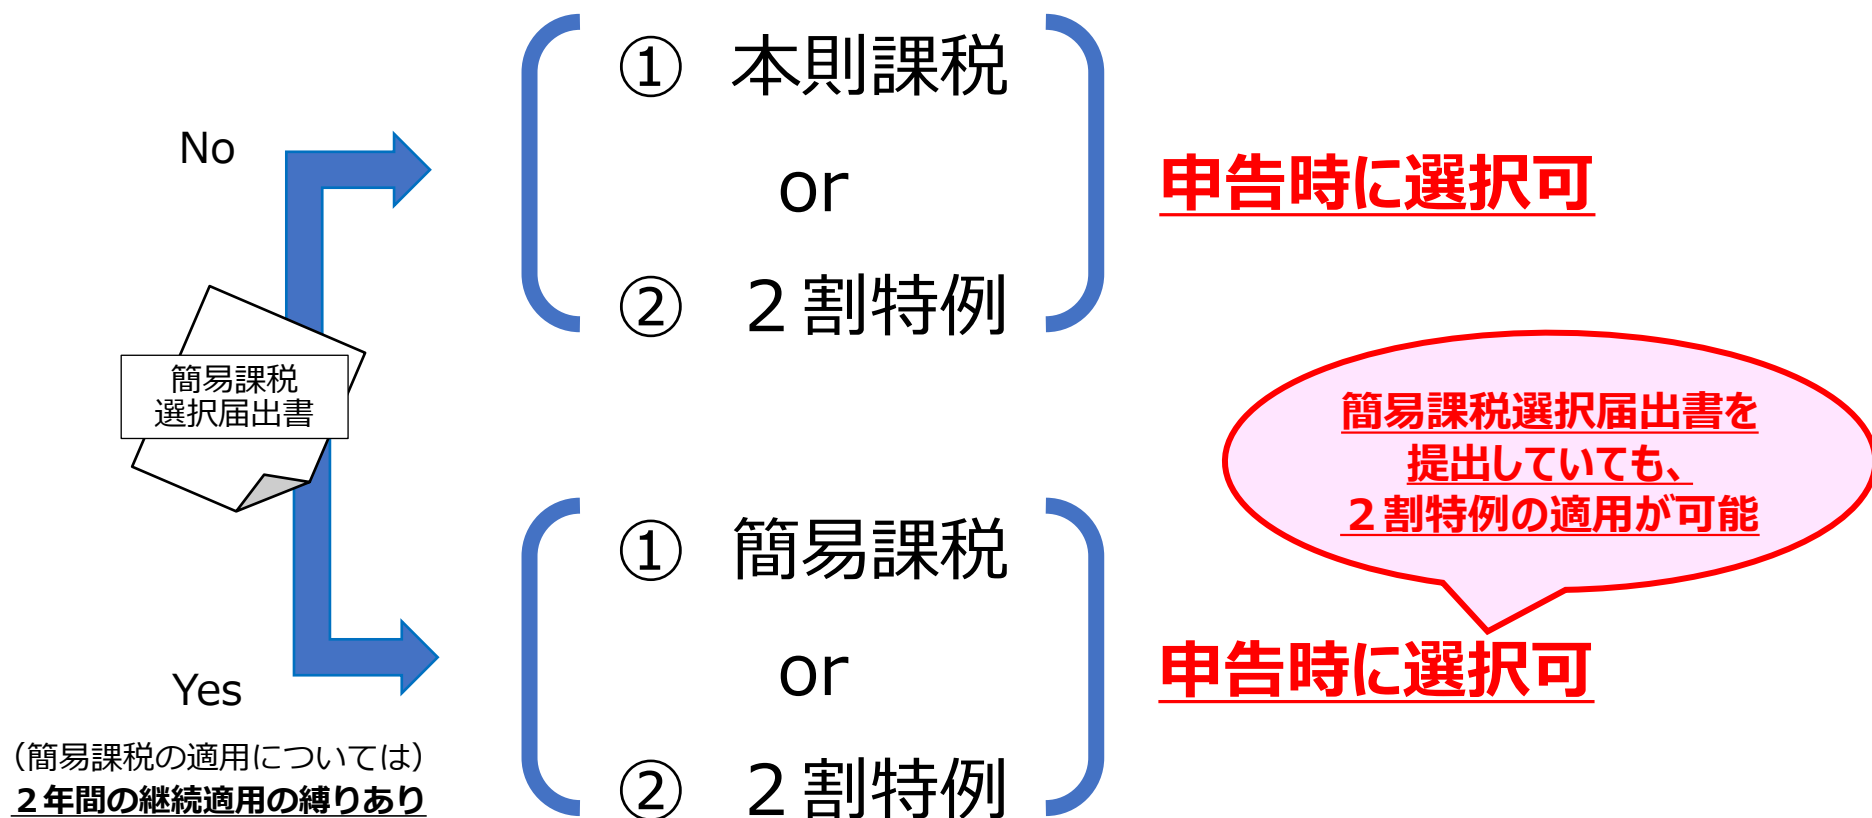 No
① 本則課税
or
② ２割特例
申告時に選択可
簡易課税
選択届出書
簡易課税選択届出書を
提出していても、
２割特例の適用が可能
Yes
（簡易課税の適用については）
２年間の継続適用の縛りあり
① 簡易課税
or
② ２割特例
申告時に選択可